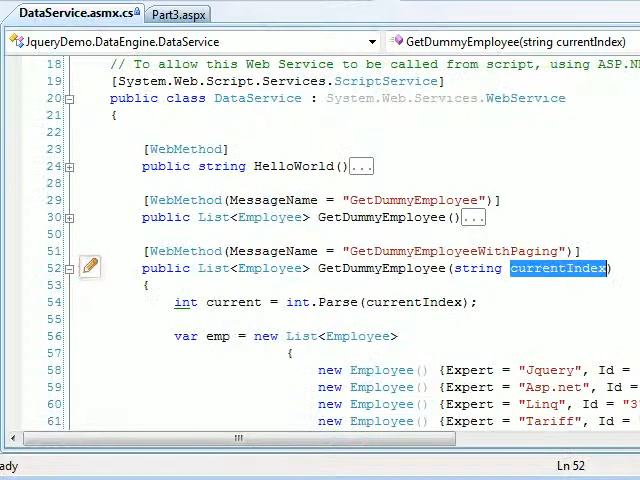 DataService.asmx.cs Part3.aspx
JqueryDemo.DataEngine.DataService GetDummyEmployee(string currentIndex)
18 // To allow this Web Service to be called from script, using ASP.NE
19 [System.Web.Script.Services.ScriptService]
20 public class DataService : System.Web.Services.WebService
21 {
22
23 [WebMethod]
24 public string HelloWorld()...
28
29 [WebMethod(MessageName = "GetDummyEmployee")]
30 public List<Employee> GetDummyEmployee()...
50
51 [WebMethod(MessageName = "GetDummyEmployeeWithPaging")]
52 public List<Employee> GetDummyEmployee(string currentIndex)
53 {
54 int current = int.Parse(currentIndex);
55
56 var emp = new List<Employee>
57 {
58 new Employee() {Expert = "Jquery", Id =
59 new Employee() {Expert = "Asp.net", Id =
60 new Employee() {Expert = "Linq", Id = "3"
61 new Employee() {Expert = "Tariff", Id =
ady Ln 52